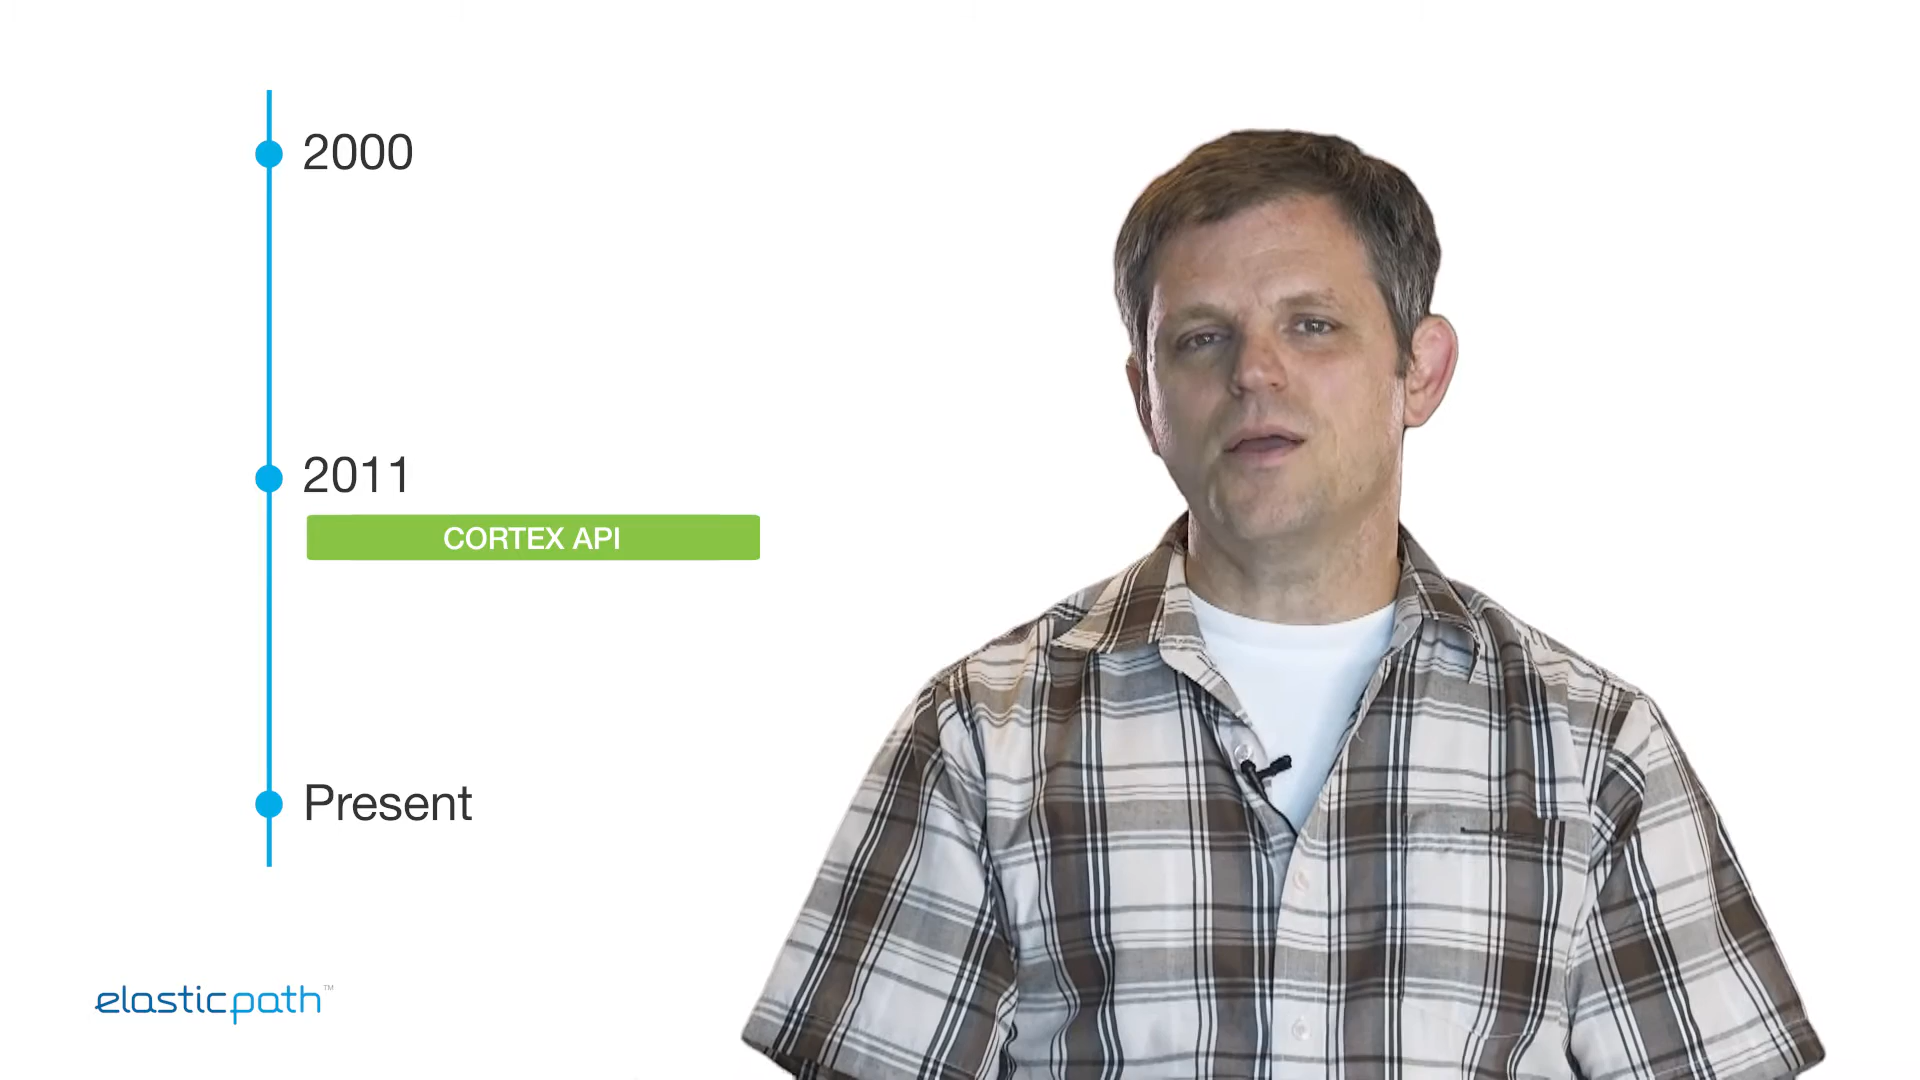 2000
2011
CORTEX API
Present
elasticpath™